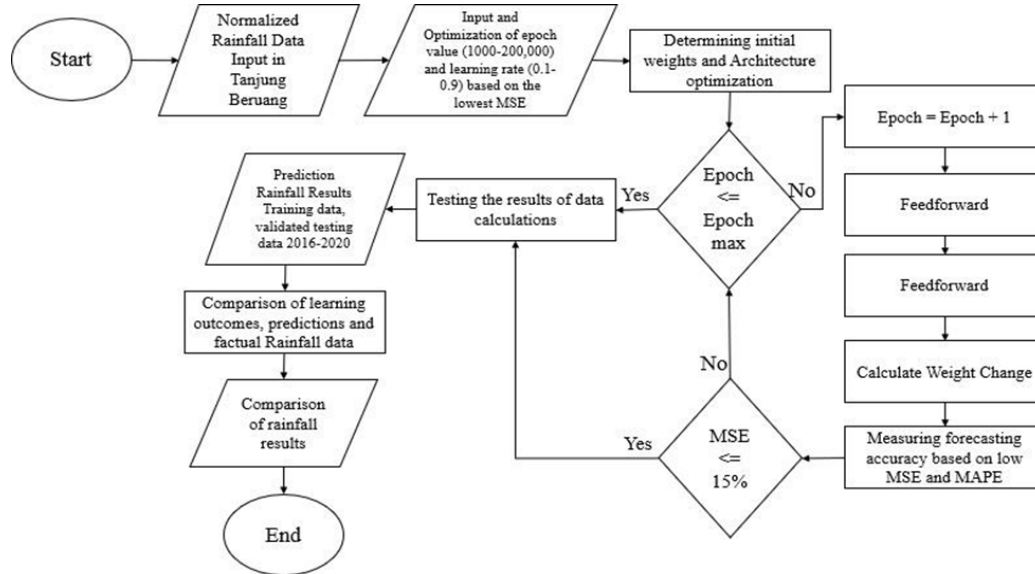 Start
Normalized
Rainfall Data
Input in
Tanjung
Beruang
Input and
Optimization of epoch
value (1000-200,000)
and learning rate (0.1-
0.9) based on the
lowest MSE
Determining initial
weights and Architecture
optimization
Epoch
<=
Epoch
max
No
Yes
Epoch = Epoch + 1
Feedforward
Feedforward
Calculate Weight Change
Measuring forecasting
accuracy based on low
MSE and MAPE
MSE
<=
15%
No
Yes
Testing the results of data
calculations
Prediction
Rainfall Results
Training data,
validated testing
data 2016-2020
Comparison of learning
outcomes, predictions and
factual Rainfall data
Comparison
of rainfall
results
End